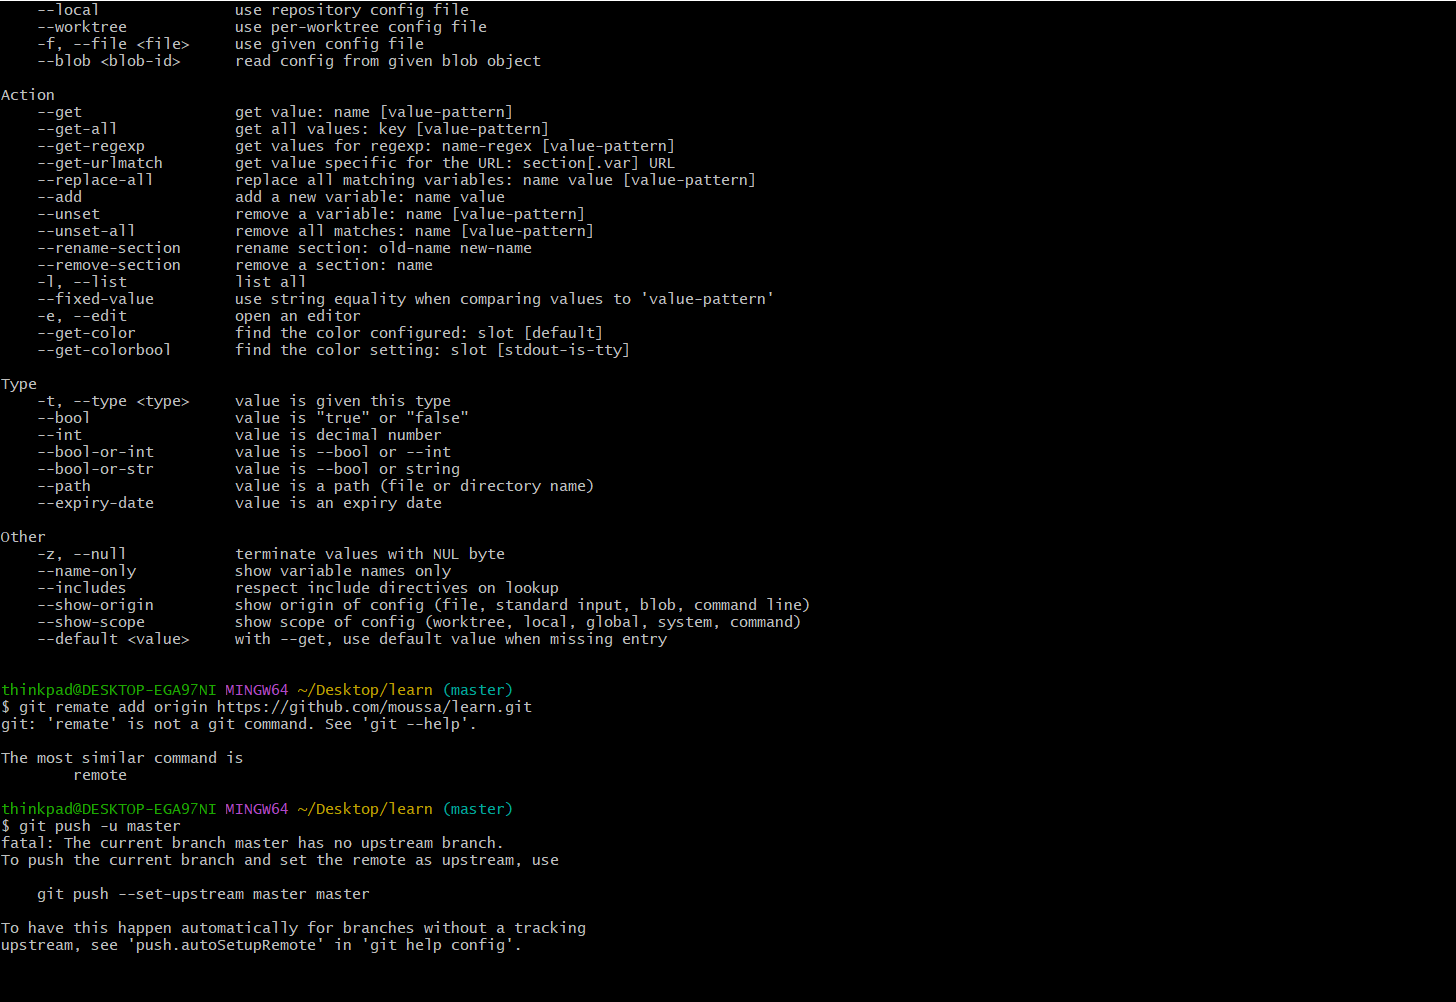 --local use repository config file
--worktree use per-worktree config file
-f, --file <file> use given config file
--blob <blob-id> read config from given blob object
Action
--get get value: name [value-pattern]
--get-all get all values: key [value-pattern]
--get-regexp get values for regexp: name-regex [value-pattern]
--get-urlmatch get value specific for the URL: section[.var] URL
--replace-all replace all matching variables: name value [value-pattern]
--add add a new variable: name value
--unset remove a variable: name [value-pattern]
--unset-all remove all matches: name [value-pattern]
--rename-section rename section: old-name new-name
--remove-section remove a section: name
-l, --list list all
--fixed-value use string equality when comparing values to 'value-pattern'
-e, --edit open an editor
--get-color find the color configured: slot [default]
--get-colorbool find the color setting: slot [stdout-is-tty]
Type
-t, --type <type> value is given this type
--bool value is "true" or "false"
--int value is decimal number
--bool-or-int value is --bool or --int
--bool-or-str value is --bool or string
--path value is a path (file or directory name)
--expiry-date value is an expiry date
Other
-z, --null terminate values with NUL byte
--name-only show variable names only
--includes respect include directives on lookup
--show-origin show origin of config (file, standard input, blob, command line)
--show-scope show scope of config (worktree, local, global, system, command)
--default <value> with --get, use default value when missing entry
thinkpad@DESKTOP-EGA97NI MINGW64 ~/Desktop/learn (master)
$ git remate add origin https://github.com/moussa/learn.git
git: 'remate' is not a git command. See 'git --help'.
The most similar command is
remote
thinkpad@DESKTOP-EGA97NI MINGW64 ~/Desktop/learn (master)
$ git push -u master
fatal: The current branch master has no upstream branch.
To push the current branch and set the remote as upstream, use
git push --set-upstream master master
To have this happen automatically for branches without a tracking
upstream, see 'push.autoSetupRemote' in 'git help config'.